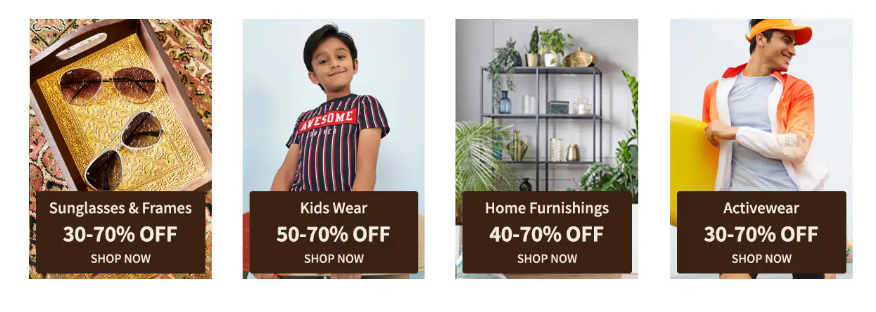 Sunglasses & Frames
30-70% OFF
SHOP NOW
AWESOME
Kids Wear
50-70% OFF
SHOP NOW
Home Furnishings
40-70% OFF
SHOP NOW
Activewear
30-70% OFF
SHOP NOW